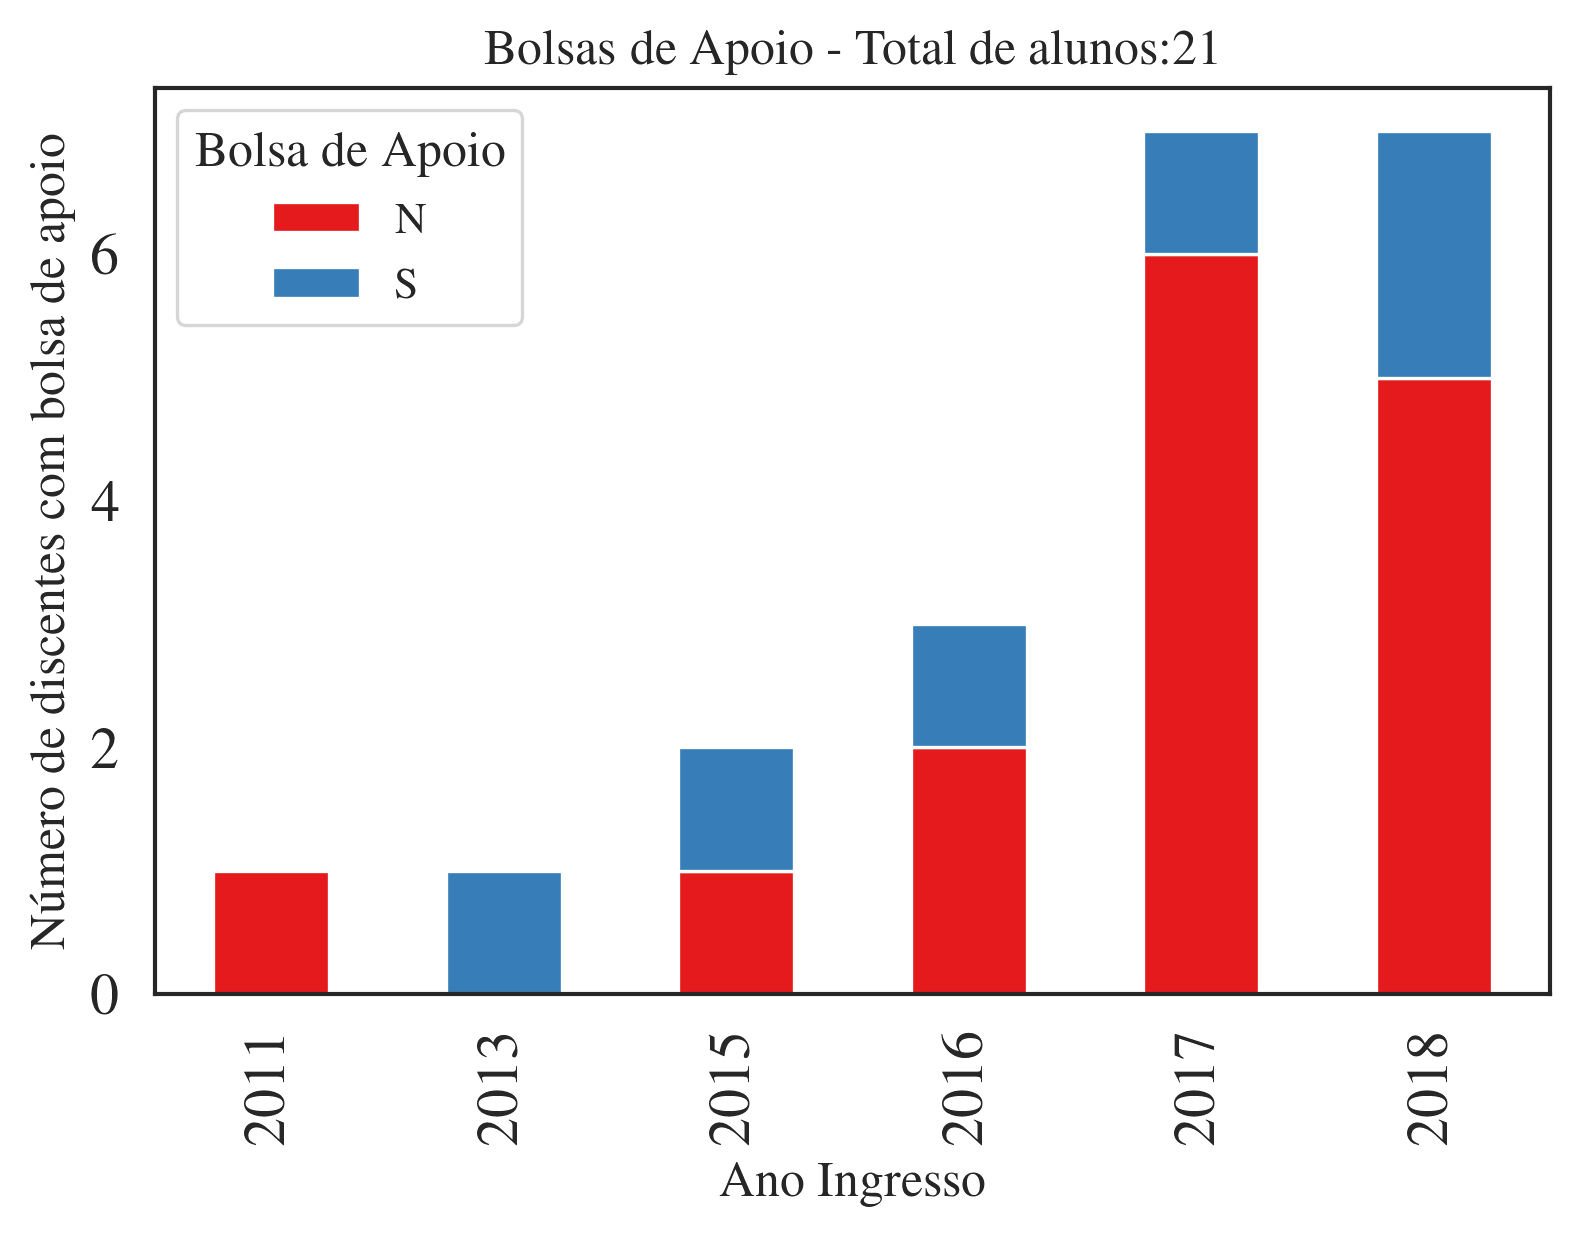 Bolsas de Apoio - Total de alunos:21
Número de discentes com bolsa de apoio
Bolsa de Apoio
N
S
6
4
2
0
2011
2013
2015
2016
2017
2018
Ano Ingresso